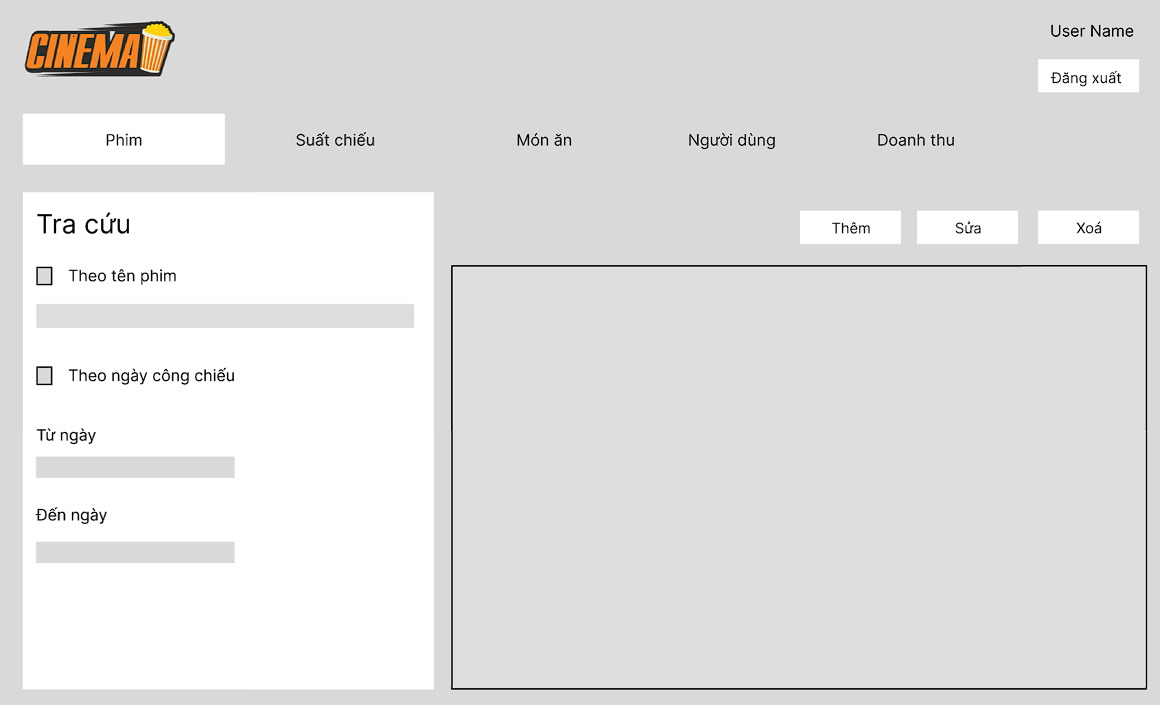 CINEMA
User Name
Đăng xuất
Phim
Suất chiếu
Món ăn
Người dùng
Doanh thu
Tra cứu
Thêm
Sửa
Xoá
Theo tên phim
Theo ngày công chiếu
Từ ngày
Đến ngày